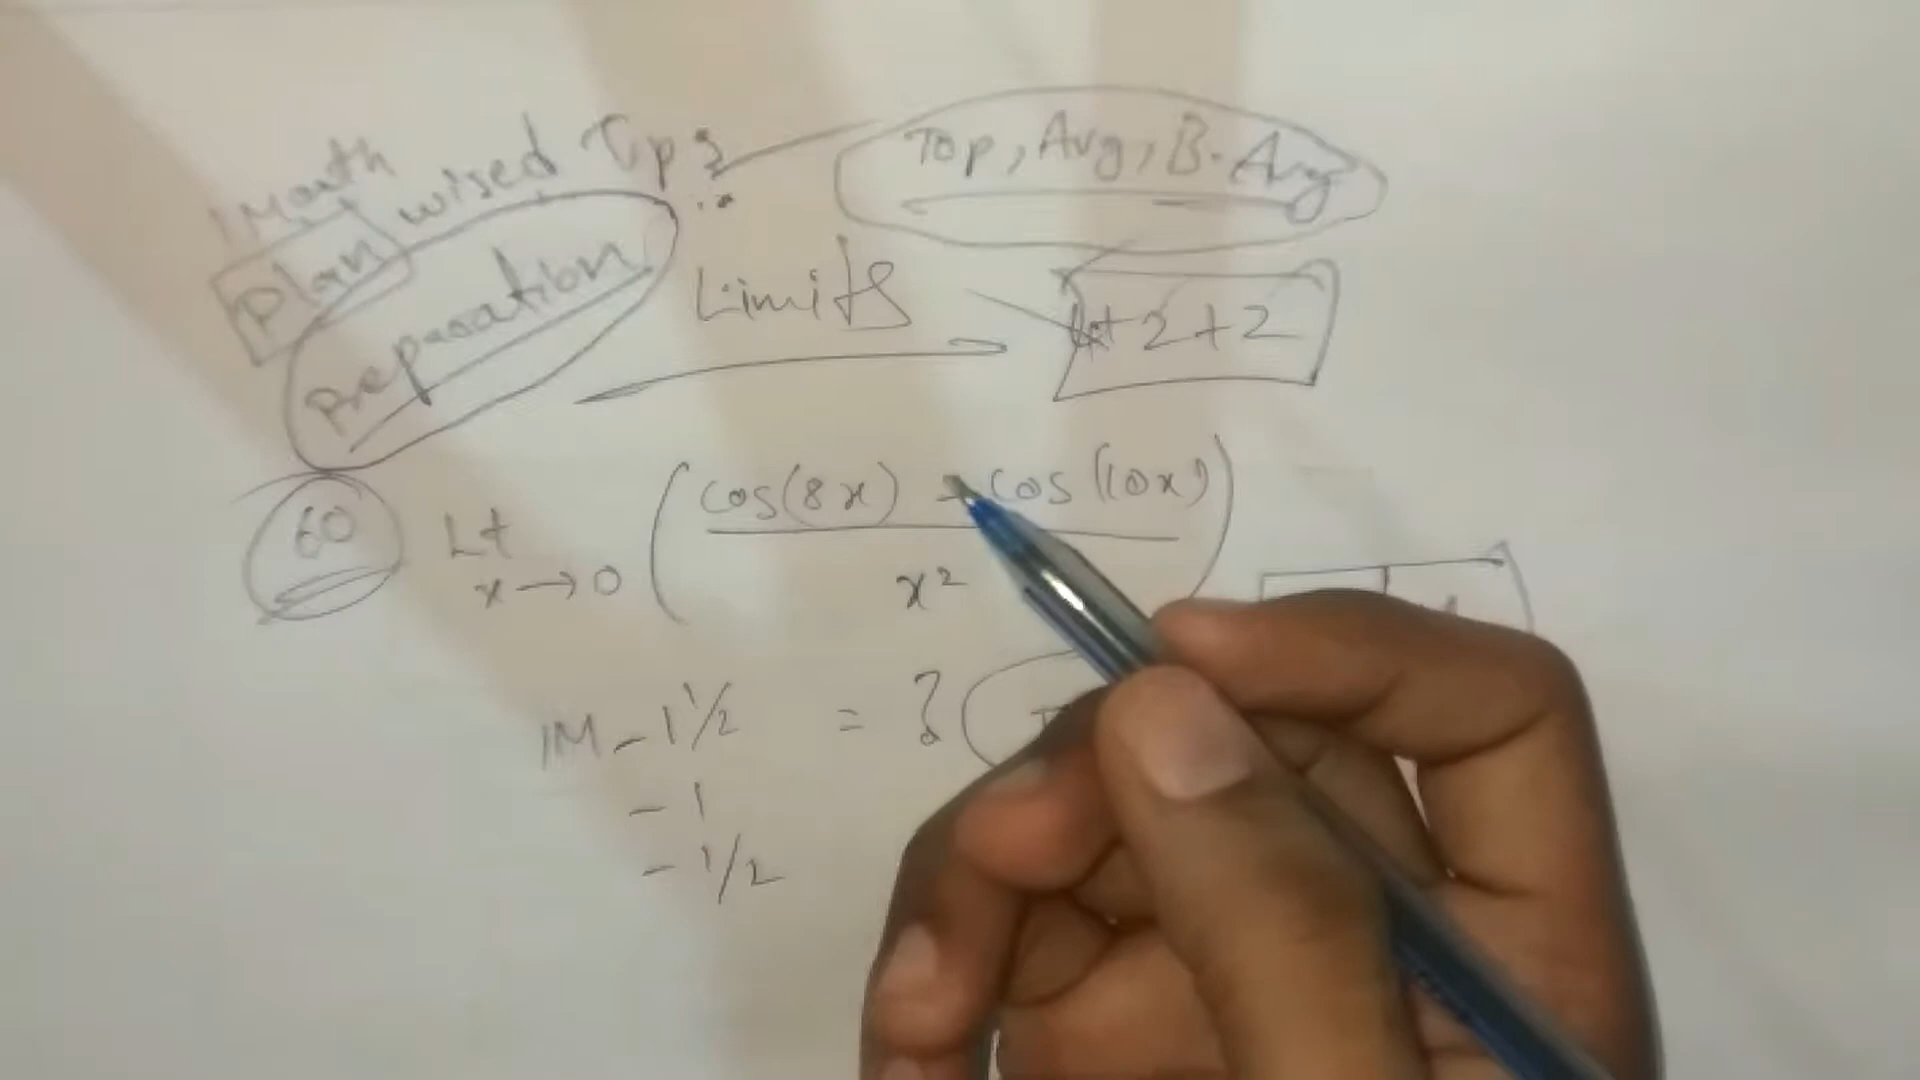 1 Month
Plan wised Tips
Preparation
Top, Avg, B. Avg
Limits
2+2
60
Lt
x → 0
( cos(8x) - cos(10x) )
x²
1M - 1½ = ?
- 1
- 1/2